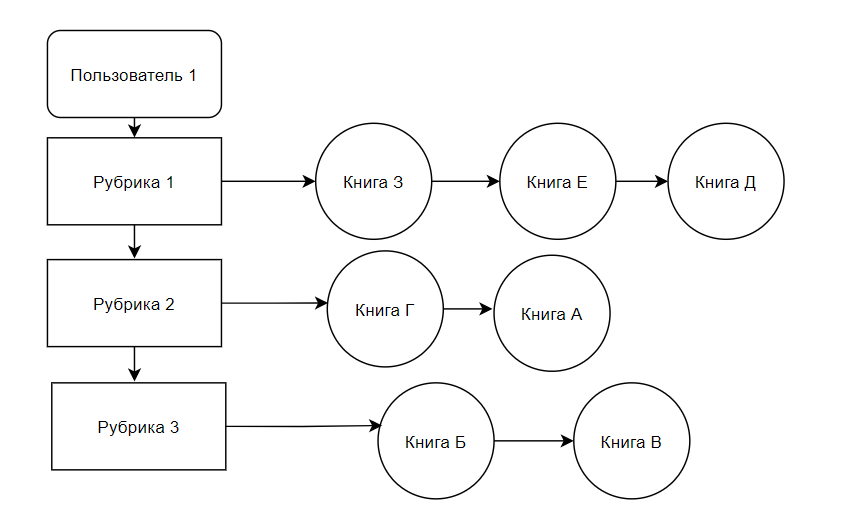 Пользователь 1
Рубрика 1
Книга З
Книга Е
Книга Д
Рубрика 2
Книга Г
Книга А
Рубрика 3
Книга Б
Книга В